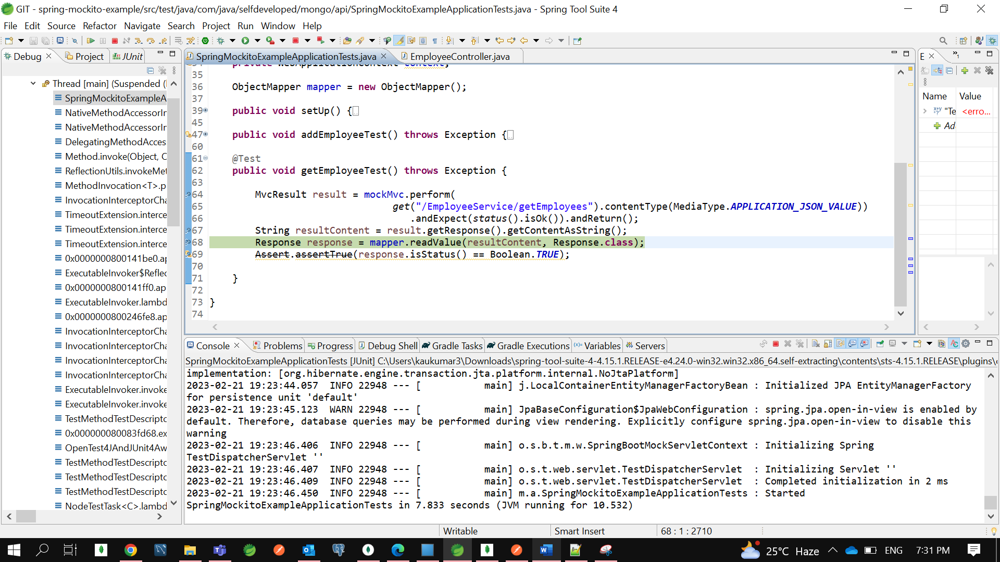 GIT - spring-mockito-example/src/test/java/com/java/selfdeveloped/mongo/api/SpringMockitoExampleApplicationTests.java - Spring Tool Suite 4
File Edit Source Refactor Navigate Search Project Run Window Help
Debug Project JUnit
Thread [main] (Suspended (
SpringMockitoExampleA
NativeMethodAccessorIr
NativeMethodAccessorIr
DelegatingMethodAcces
Method.invoke(Object, C
ReflectionUtils.invokeMet
MethodInvocation<T>.p
InvocationInterceptorCha
TimeoutExtension.interce
TimeoutExtension.interce
TimeoutExtension.interce
0x0000000800141be0.ap
ExecutableInvoker$Reflec
0x0000000800141ff0.ap
ExecutableInvoker.lambd
0x0000000800246fe8.ap
InvocationInterceptorCha
InvocationInterceptorCha
InvocationInterceptorCha
InvocationInterceptorCha
ExecutableInvoker.invoke
ExecutableInvoker.invoke
TestMethodTestDescriptc
0x000000080083fd68.ex
OpenTest4JAndJUnit4Aw
TestMethodTestDescriptc
TestMethodTestDescriptc
TestMethodTestDescriptc
NodeTestTask<C>.lambd
SpringMockitoExampleApplicationTests.java EmployeeController.java
34 private WebApplicationContext context;
35
36 ObjectMapper mapper = new ObjectMapper();
37
39 public void setUp() {
45
47 public void addEmployeeTest() throws Exception {
60
61 @Test
62 public void getEmployeeTest() throws Exception {
63
64 MvcResult result = mockMvc.perform(
65 get("/EmployeeService/getEmployees").contentType(MediaType.APPLICATION_JSON_VALUE))
66 .andExpect(status().isOk()).andReturn();
67 String resultContent = result.getResponse().getContentAsString();
68 Response response = mapper.readValue(resultContent, Response.class);
69 Assert.assertTrue(response.isStatus() == Boolean.TRUE);
70
71 }
72
73 }
74
E
Name Value
"Te <erro...
Ad
Console Problems Progress Debug Shell Gradle Tasks Gradle Executions Variables Servers
SpringMockitoExampleApplicationTests [JUnit] C:\Users\kaukumar3\Downloads\spring-tool-suite-4-4.15.1.RELEASE-e4.24.0-win32.win32.x86_64.self-extracting\contents\sts-4.15.1.RELEASE\plugins\
implementation: [org.hibernate.engine.transaction.jta.platform.internal.NoJtaPlatform]
2023-02-21 19:23:44.057 INFO 22948 --- [ main] j.LocalContainerEntityManagerFactoryBean : Initialized JPA EntityManagerFactory
for persistence unit 'default'
2023-02-21 19:23:45.123 WARN 22948 --- [ main] JpaBaseConfiguration$JpaWebConfiguration : spring.jpa.open-in-view is enabled by
default. Therefore, database queries may be performed during view rendering. Explicitly configure spring.jpa.open-in-view to disable this
warning
2023-02-21 19:23:46.406 INFO 22948 --- [ main] o.s.b.t.m.w.SpringBootMockServletContext : Initializing Spring
TestDispatcherServlet ''
2023-02-21 19:23:46.407 INFO 22948 --- [ main] o.s.t.web.servlet.TestDispatcherServlet : Initializing Servlet ''
2023-02-21 19:23:46.409 INFO 22948 --- [ main] o.s.t.web.servlet.TestDispatcherServlet : Completed initialization in 2 ms
2023-02-21 19:23:46.450 INFO 22948 --- [ main] m.a.SpringMockitoExampleApplicationTests : Started
SpringMockitoExampleApplicationTests in 7.833 seconds (JVM running for 10.532)
Writable Smart Insert 68 : 1 : 2710
25°C Haze ENG 7:31 PM